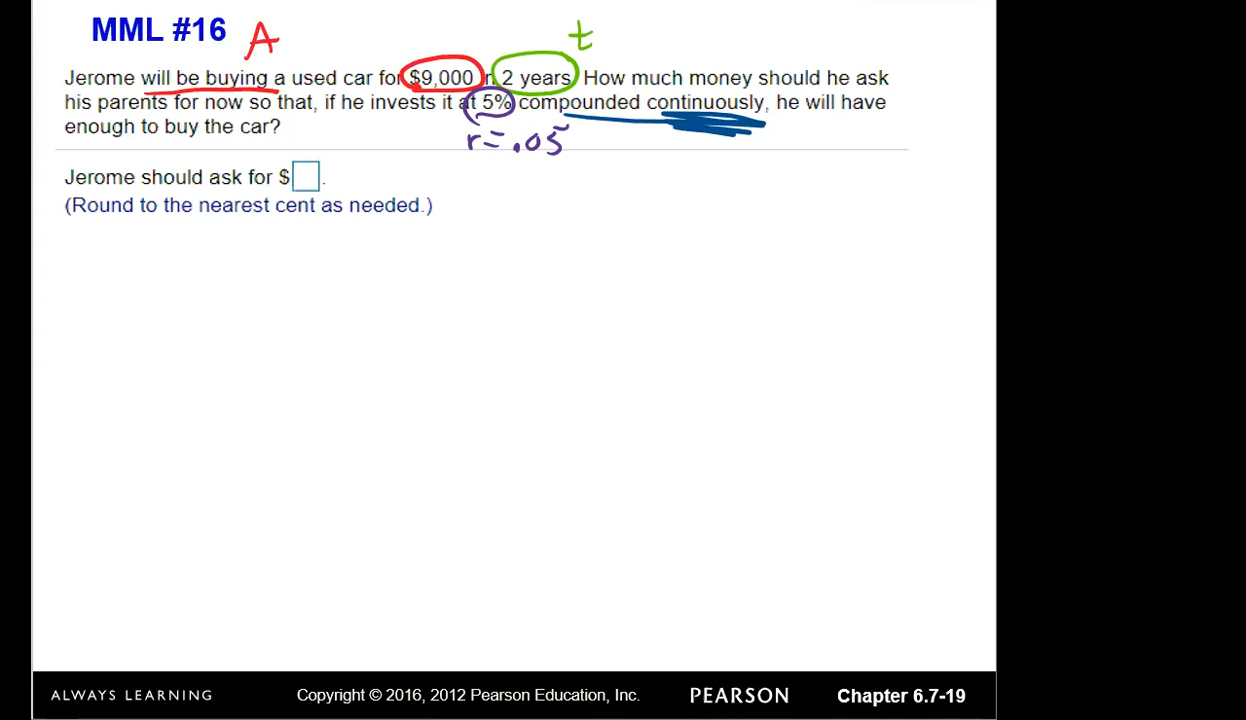 MML #16
A
t
Jerome will be buying a used car for $9,000 in 2 years. How much money should he ask
his parents for now so that, if he invests it at 5% compounded continuously, he will have
enough to buy the car?
r=.05
Jerome should ask for $ .
(Round to the nearest cent as needed.)
ALWAYS LEARNING
Copyright © 2016, 2012 Pearson Education, Inc.
PEARSON
Chapter 6.7-19